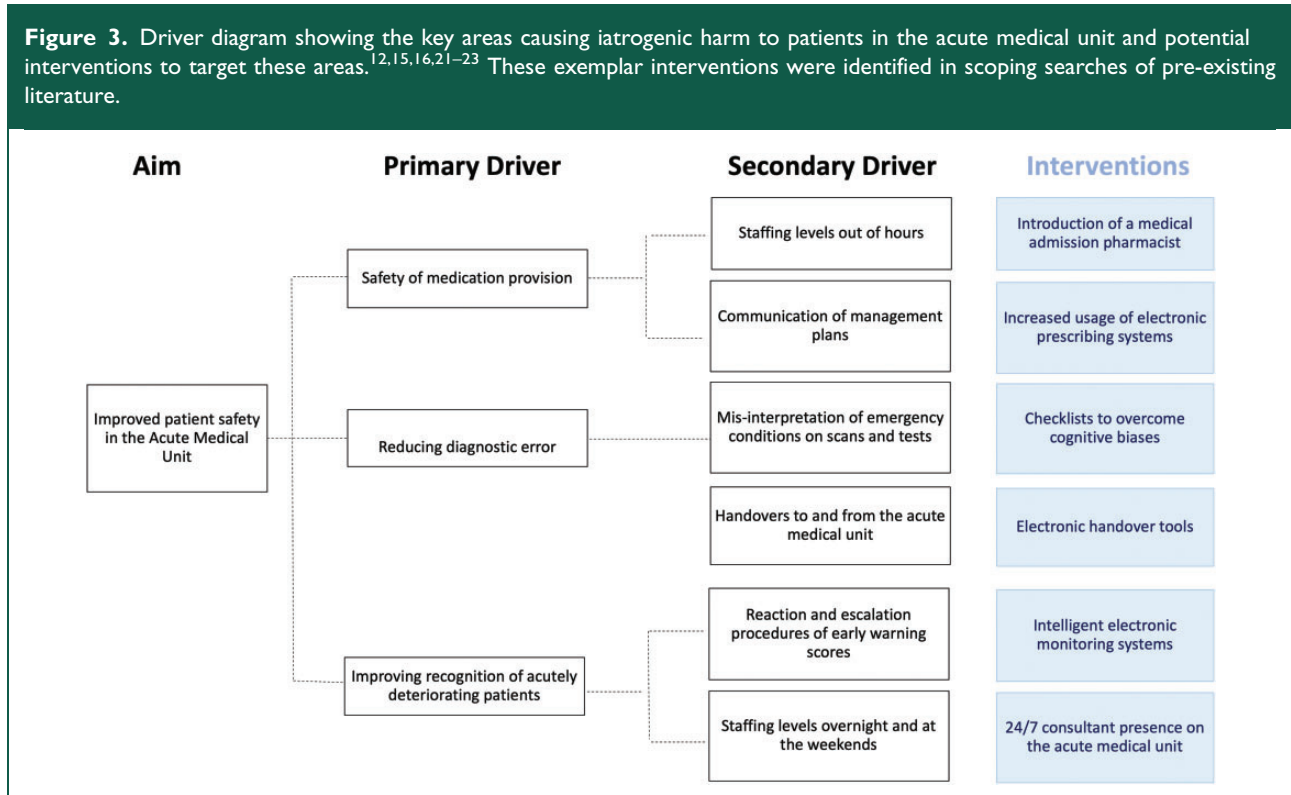 Figure 3. Driver diagram showing the key areas causing iatrogenic harm to patients in the acute medical unit and potential
interventions to target these areas.12,15,16,21–23 These exemplar interventions were identified in scoping searches of pre-existing
literature.
Aim
Primary Driver
Secondary Driver
Interventions
Improved patient safety
in the Acute Medical
Unit
Safety of medication provision
Staffing levels out of hours
Introduction of a medical
admission pharmacist
Communication of management
plans
Increased usage of electronic
prescribing systems
Reducing diagnostic error
Mis-interpretation of emergency
conditions on scans and tests
Checklists to overcome
cognitive biases
Handovers to and from the acute
medical unit
Electronic handover tools
Improving recognition of acutely
deteriorating patients
Reaction and escalation
procedures of early warning
scores
Intelligent electronic
monitoring systems
Staffing levels overnight and at
the weekends
24/7 consultant presence on
the acute medical unit